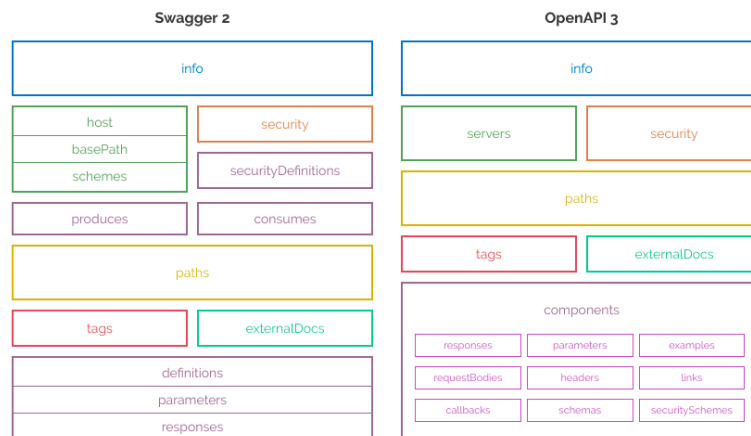 Swagger 2
info
host
basePath
schemes
security
securityDefinitions
produces
consumes
paths
tags
externalDocs
definitions
parameters
responses
OpenAPI 3
info
servers
security
paths
tags
externalDocs
components
responses
parameters
examples
requestBodies
headers
links
callbacks
schemas
securitySchemes